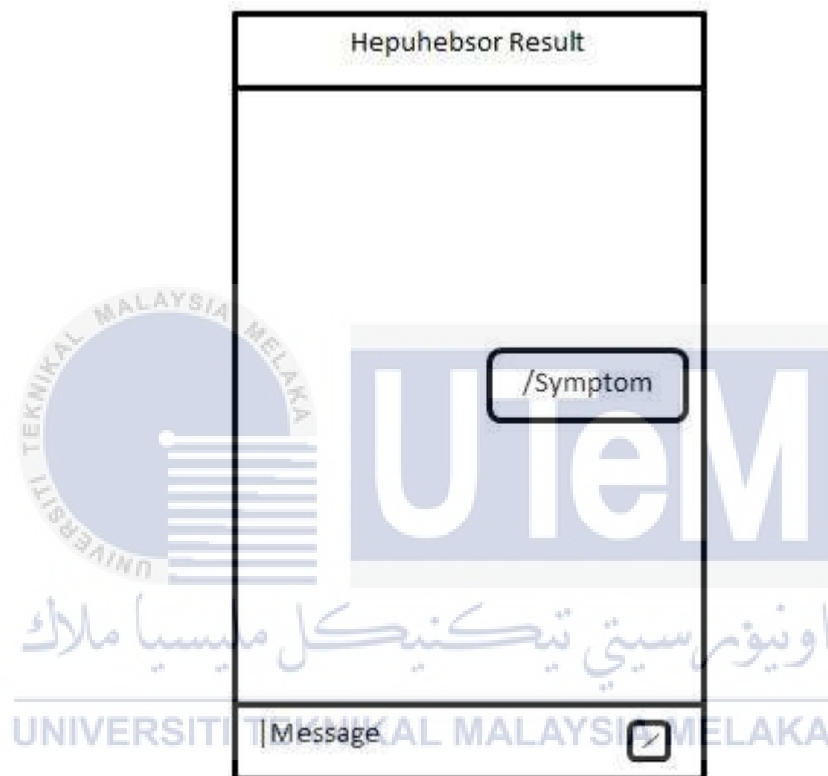 Hepuhebsor Result
UNIVERSITI TEKNIKAL MALAYSIA MELAKA
/Symptom
UTeM
اونيۏرسيتي تيكنيكل مليسيا ملاك
UNIVERSITI TEKNIKAL MALAYSIA MELAKA
|Message